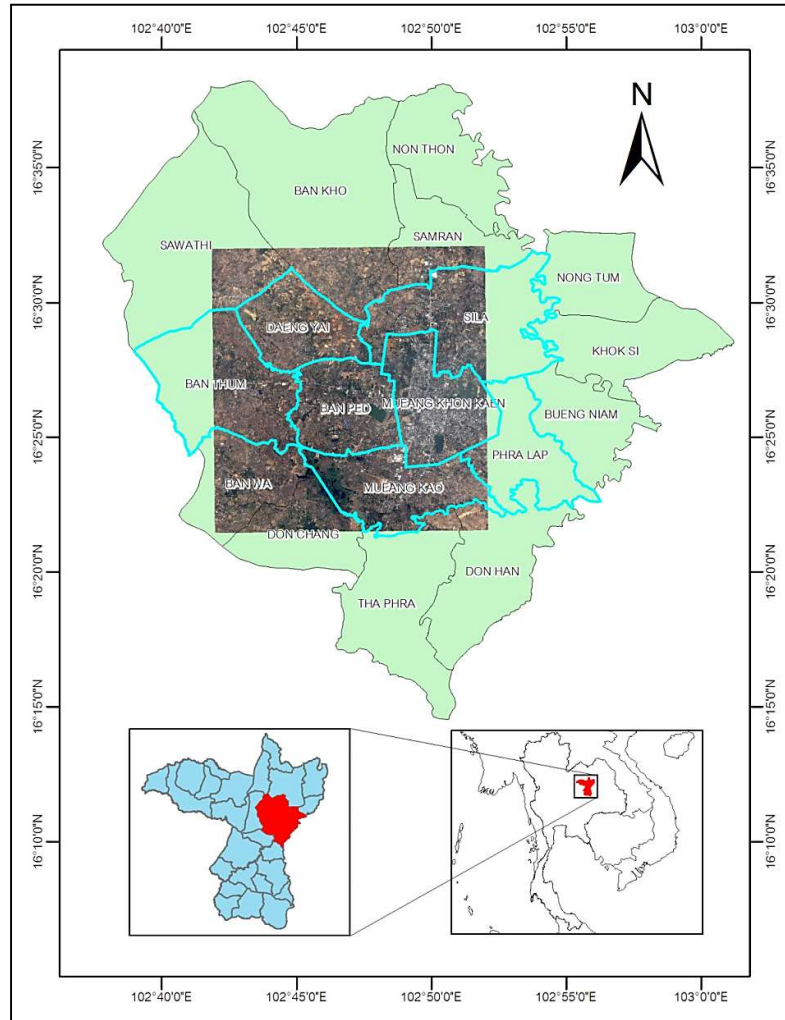 102°40'0"E 102°45'0"E 102°50'0"E 102°55'0"E 103°0'0"E
N
NON THON
16°35'0"N 16°35'0"N
BAN KHO
SAMRAN
SAWATHI
NONG TUM
16°30'0"N 16°30'0"N
SILA
DAENG YAI
KHOK SI
BAN THUM
MUEANG KHON KAEN
BAN PED
BUENG NIAM
16°25'0"N 16°25'0"N
PHRA LAP
BAN WA
MUEANG KAO
DON CHANG
DON HAN
16°20'0"N 16°20'0"N
THA PHRA
16°15'0"N 16°15'0"N
16°10'0"N 16°10'0"N
102°40'0"E 102°45'0"E 102°50'0"E 102°55'0"E 103°0'0"E